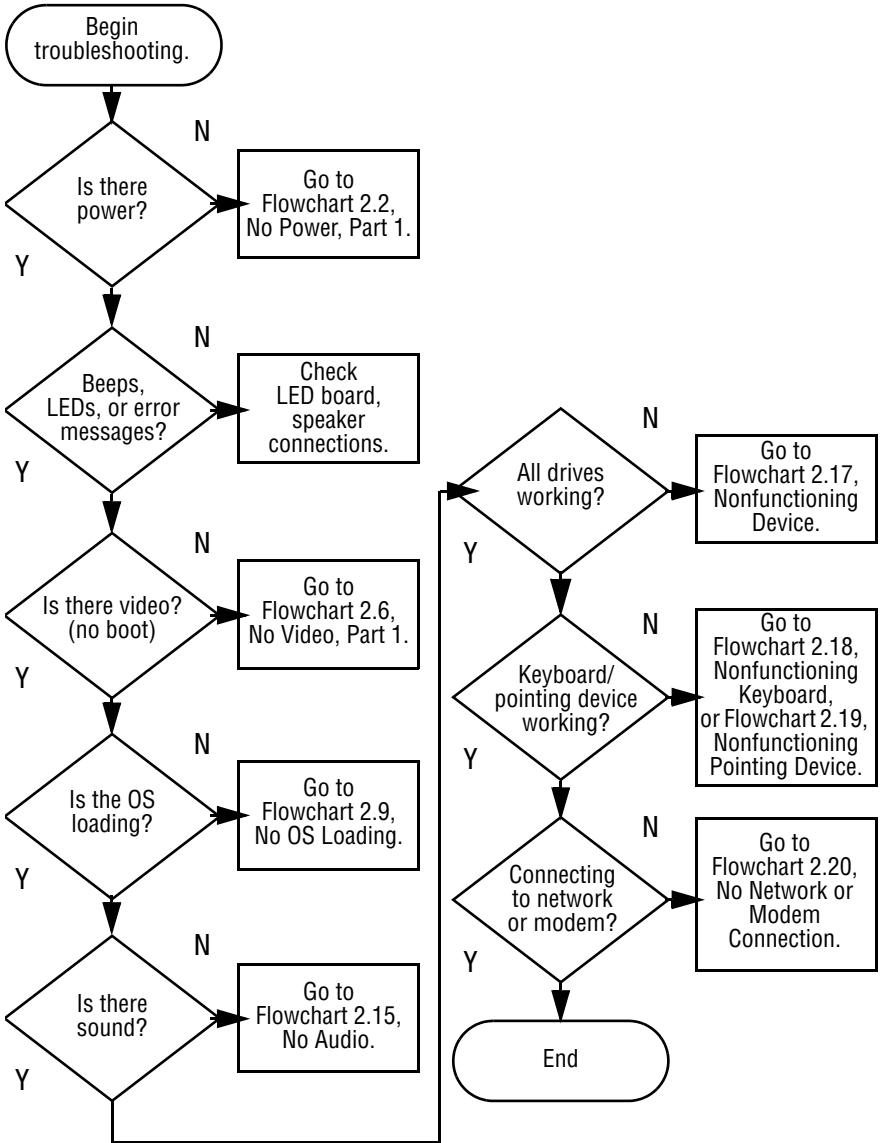 Begin
troubleshooting.
N
Is there
power?
Go to
Flowchart 2.2,
No Power, Part 1.
Y
N
Beeps,
LEDs, or error
messages?
Check
LED board,
speaker
connections.
Y
N
Is there video?
(no boot)
Go to
Flowchart 2.6,
No Video, Part 1.
Y
N
Is the OS
loading?
Go to
Flowchart 2.9,
No OS Loading.
Y
N
Is there
sound?
Go to
Flowchart 2.15,
No Audio.
Y
N
All drives
working?
Go to
Flowchart 2.17,
Nonfunctioning
Device.
Y
N
Keyboard/
pointing device
working?
Go to
Flowchart 2.18,
Nonfunctioning
Keyboard,
or Flowchart 2.19,
Nonfunctioning
Pointing Device.
Y
N
Connecting
to network
or modem?
Go to
Flowchart 2.20,
No Network or
Modem
Connection.
Y
End